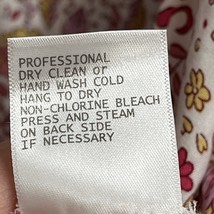 PROFESSIONAL
DRY CLEAN or
HAND WASH COLD
HANG TO DRY
NON-CHLORINE BLEACH
PRESS AND STEAM
ON BACK SIDE
IF NECESSARY